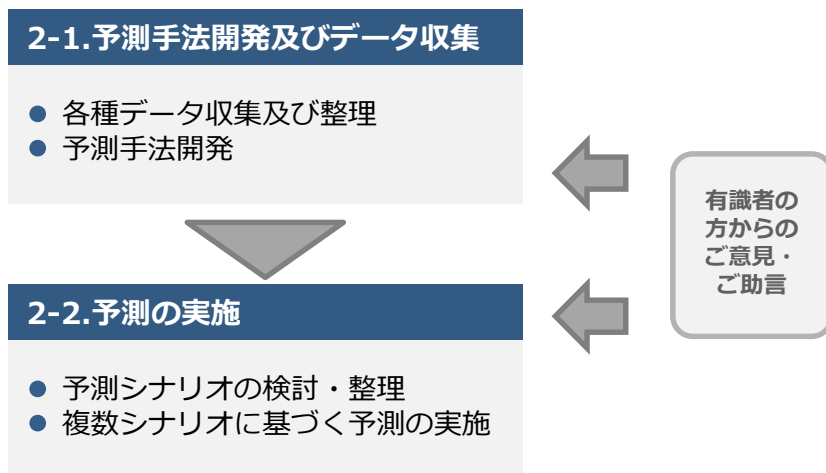 2-1.予測手法開発及びデータ収集
● 各種データ収集及び整理
● 予測手法開発
2-2.予測の実施
● 予測シナリオの検討・整理
● 複数シナリオに基づく予測の実施
有識者の
方からの
ご意見・
ご助言